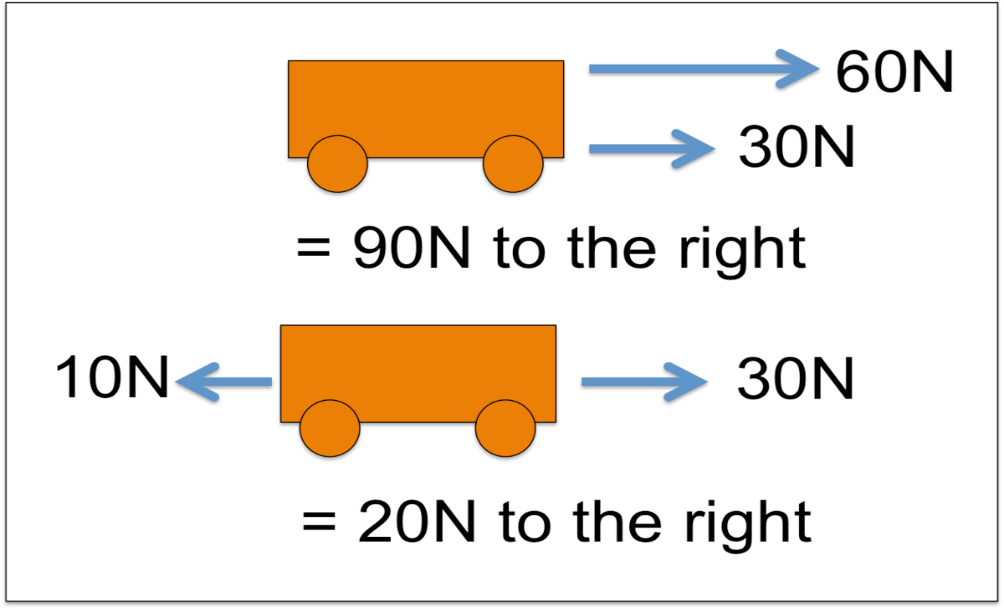 60N
30N
= 90N to the right
10N 30N
= 20N to the right